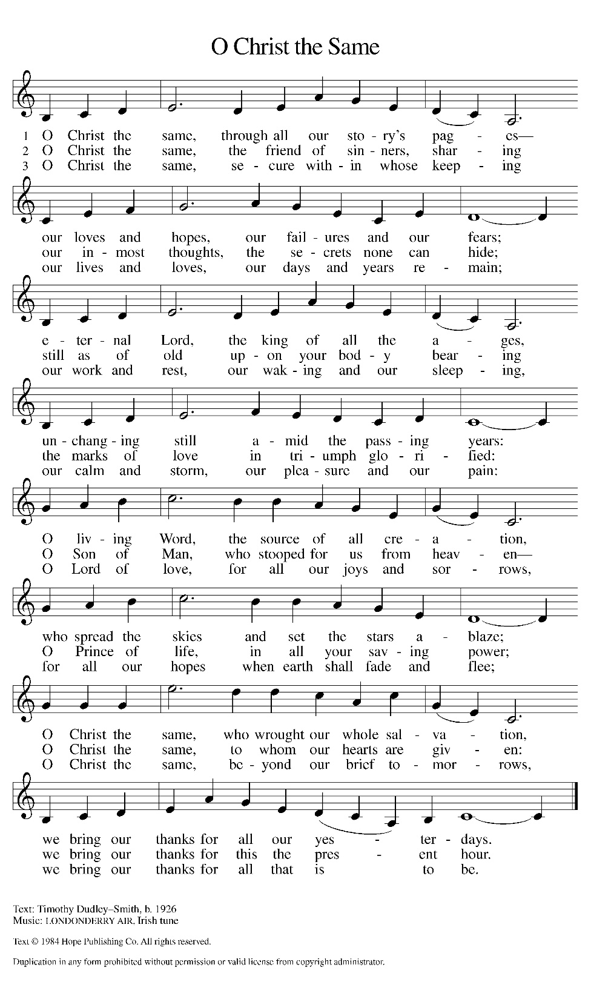 O Christ the Same
1 O Christ the same, through all our sto - ry's pag - es—
2 O Christ the same, the friend of sin - ners, shar - ing
3 O Christ the same, se - cure with - in whose keep - ing
our loves and hopes, our fail - ures and our fears;
our in - most thoughts, the se - crets none can hide;
our lives and loves, our days and years re - main;
e - ter - nal Lord, the king of all the a - ges,
still as of old up - on your bod - y bear - ing
our work and rest, our wak - ing and our sleep - ing,
un - chang - ing still a - mid the pass - ing years:
the marks of love in tri - umph glo - ri - fied:
our calm and storm, our plea - sure and our pain:
O liv - ing Word, the source of all cre - a - tion,
O Son of Man, who stooped for us from heav - en—
O Lord of love, for all our joys and sor - rows,
who spread the skies and set the stars a - blaze;
O Prince of life, in all your sav - ing power;
for all our hopes when earth shall fade and flee;
O Christ the same, who wrought our whole sal - va - tion,
O Christ the same, to whom our hearts are giv - en:
O Christ the same, be - yond our brief to - mor - rows,
we bring our thanks for all our yes - ter - days.
we bring our thanks for this the pres - ent hour.
we bring our thanks for all that is to be.
Text: Timothy Dudley–Smith, b. 1926
Music: LONDONDERRY AIR, Irish tune
Text © 1984 Hope Publishing Co. All rights reserved.
Duplication in any form prohibited without permission or valid license from copyright administrator.